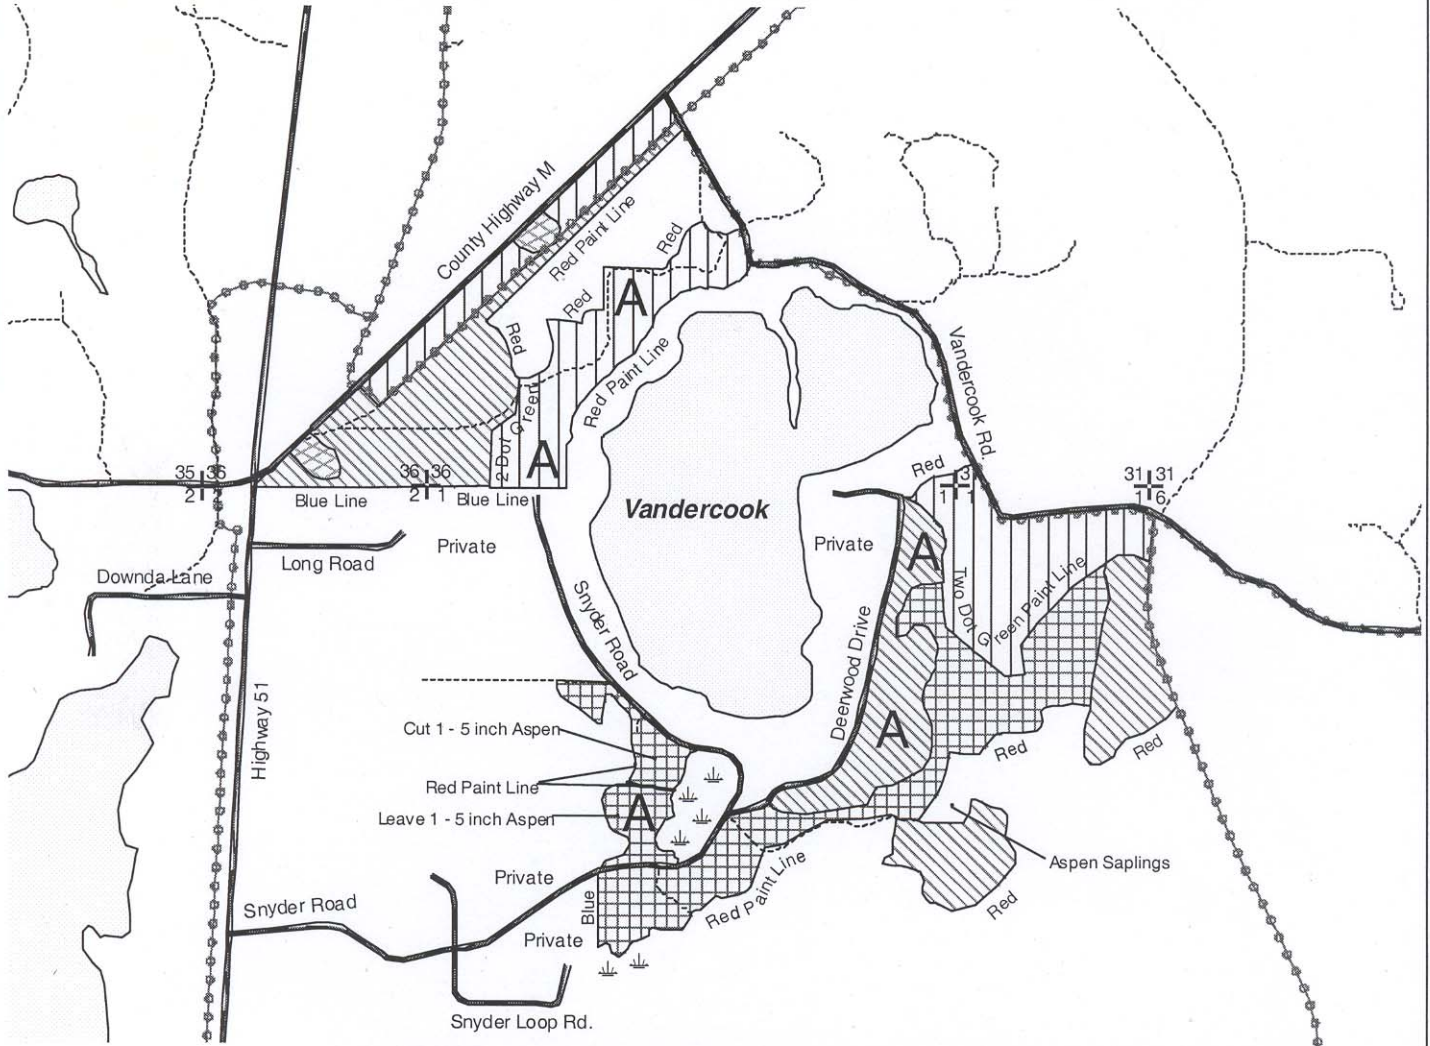 County Highway M
Red Paint Line
Red
Red
Red
A
Red Paint Line
2 Dot Green
A
Vandercook Rd.
35 36
2
36 36
2 1
Blue Line
Blue Line
Red
3
1 1
31 31
1 6
Vandercook
Private
Private
Long Road
Downda Lane
A
Two Dot
Green Paint Line
Snyder Road
Deerwood Drive
Highway 51
Cut 1 - 5 inch Aspen
Red Paint Line
Leave 1 - 5 inch Aspen
A
A
Red
Red
Aspen Saplings
Red
Private
Red Paint Line
Blue
Snyder Road
Private
Snyder Loop Rd.